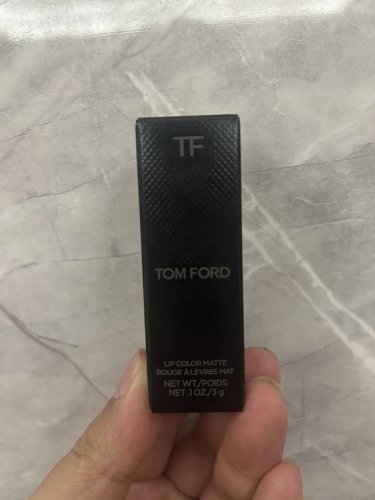 TF
TOM FORD
LIP COLOR MATTE
ROUGE À LÈVRES MAT
NET WT./POIDS
NET .1 OZ./3 g